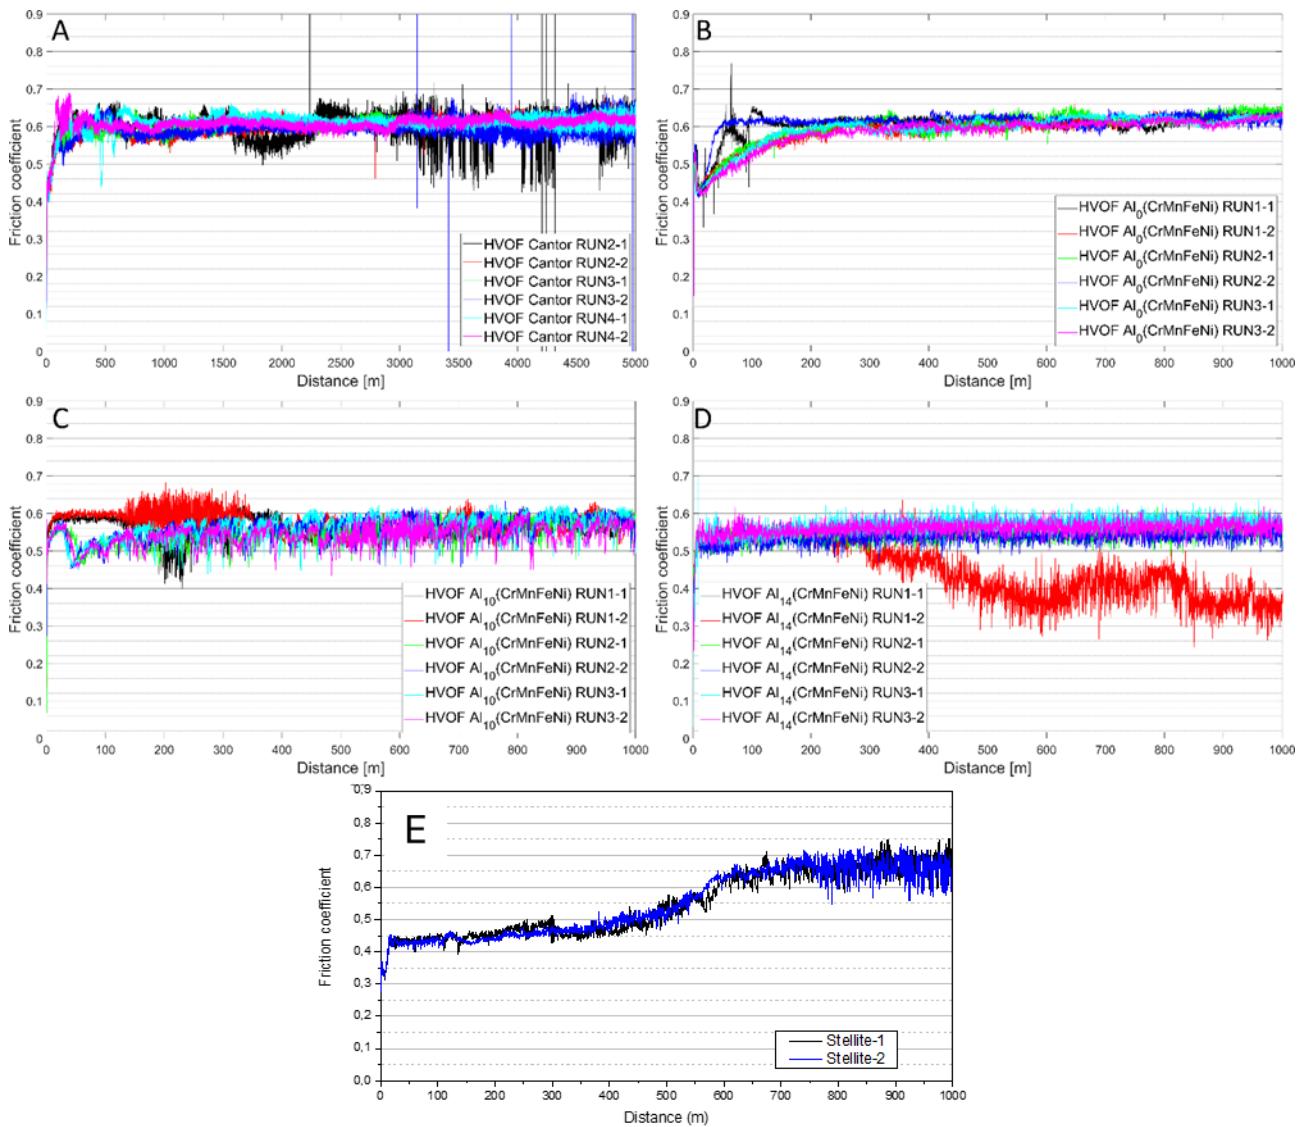 A
0.9
0.8
0.7
0.6
0.5
0.4
0.3
0.2
0.1
0
Friction coefficient
HVOF Cantor RUN2-1
HVOF Cantor RUN2-2
HVOF Cantor RUN3-1
HVOF Cantor RUN3-2
HVOF Cantor RUN4-1
HVOF Cantor RUN4-2
0 500 1000 1500 2000 2500 3000 3500 4000 4500 5000
Distance [m]
B
0.9
0.8
0.7
0.6
0.5
0.4
0.3
0.2
0.1
0
Friction coefficient
HVOF Al0(CrMnFeNi) RUN1-1
HVOF Al0(CrMnFeNi) RUN1-2
HVOF Al0(CrMnFeNi) RUN2-1
HVOF Al0(CrMnFeNi) RUN2-2
HVOF Al0(CrMnFeNi) RUN3-1
HVOF Al0(CrMnFeNi) RUN3-2
0 100 200 300 400 500 600 700 800 900 1000
Distance [m]
C
0.9
0.8
0.7
0.6
0.5
0.4
0.3
0.2
0.1
0
Friction coefficient
HVOF Al10(CrMnFeNi) RUN1-1
HVOF Al10(CrMnFeNi) RUN1-2
HVOF Al10(CrMnFeNi) RUN2-1
HVOF Al10(CrMnFeNi) RUN2-2
HVOF Al10(CrMnFeNi) RUN3-1
HVOF Al10(CrMnFeNi) RUN3-2
0 100 200 300 400 500 600 700 800 900 1000
Distance [m]
D
0.9
0.8
0.7
0.6
0.5
0.4
0.3
0.2
0.1
0
Friction coefficient
HVOF Al14(CrMnFeNi) RUN1-1
HVOF Al14(CrMnFeNi) RUN1-2
HVOF Al14(CrMnFeNi) RUN2-1
HVOF Al14(CrMnFeNi) RUN2-2
HVOF Al14(CrMnFeNi) RUN3-1
HVOF Al14(CrMnFeNi) RUN3-2
0 100 200 300 400 500 600 700 800 900 1000
Distance [m]
E
0,9
0,8
0,7
0,6
0,5
0,4
0,3
0,2
0,1
0,0
Friction coefficient
Stellite-1
Stellite-2
0 50 100 150 200 250 300 350 400 450 500 550 600 650 700 750 800 850 900 950 1000
Distance (m)